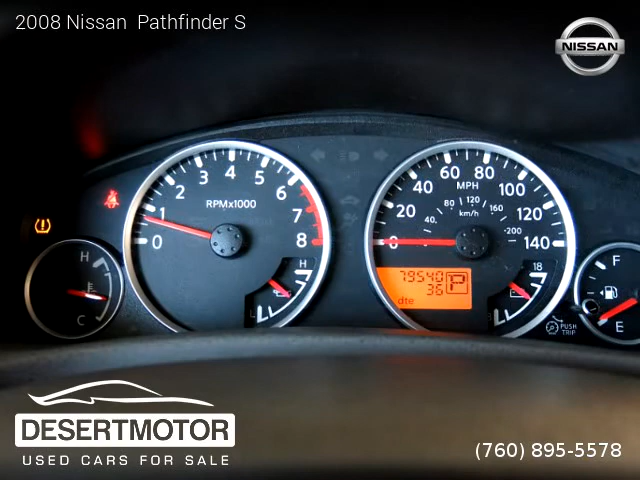 2008 Nissan Pathfinder S
NISSAN
0 1 2 3 4 5 6 7 8
RPMx1000
H
C
H
L
0 20 40 60 80 100 120 140
MPH
40 80 120 160 200
km/h
79540
36 P
dte
18
PUSH
TRIP
F
E
DESERTMOTOR
USED CARS FOR SALE
(760) 895-5578